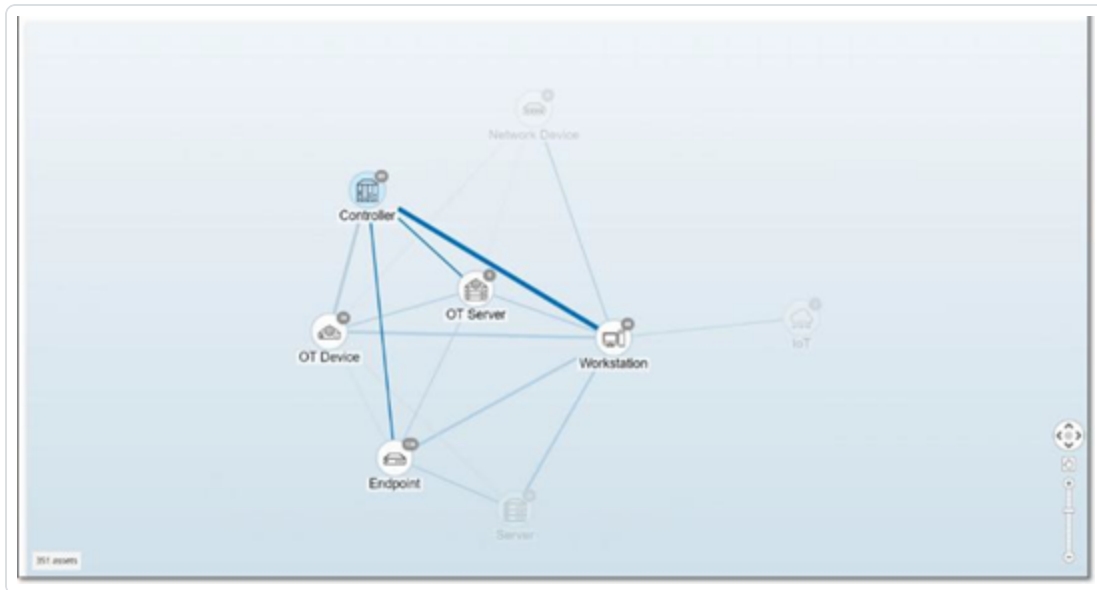 Network Device
Controller
OT Server
IoT
OT Device
Workstation
Endpoint
Server
351 assets